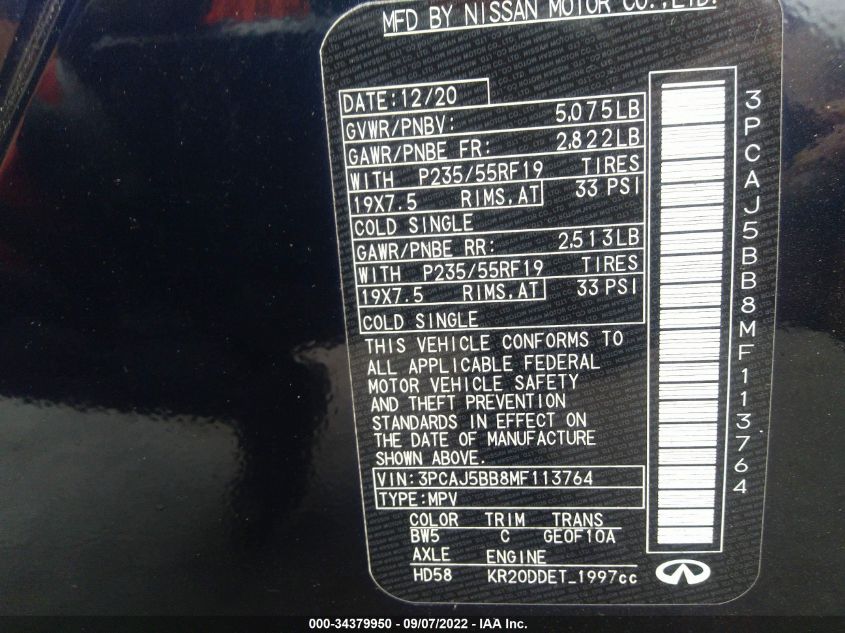 MFD BY NISSAN MOTOR CO.,LTD.
DATE:12/20
GVWR/PNBV: 5,075LB
GAWR/PNBE FR: 2,822LB
WITH P235/55RF19 TIRES
19X7.5 RIMS,AT 33 PSI
COLD SINGLE
GAWR/PNBE RR: 2,513LB
WITH P235/55RF19 TIRES
19X7.5 RIMS,AT 33 PSI
COLD SINGLE
THIS VEHICLE CONFORMS TO
ALL APPLICABLE FEDERAL
MOTOR VEHICLE SAFETY
AND THEFT PREVENTION
STANDARDS IN EFFECT ON
THE DATE OF MANUFACTURE
SHOWN ABOVE.
VIN:3PCAJ5BB8MF113764
TYPE:MPV
COLOR TRIM TRANS
BW5 C GE0F10A
AXLE ENGINE
HD58 KR20DDET_1997cc
3PCAJ5BB8MF113764
000-34379950 - 09/07/2022 - IAA Inc.